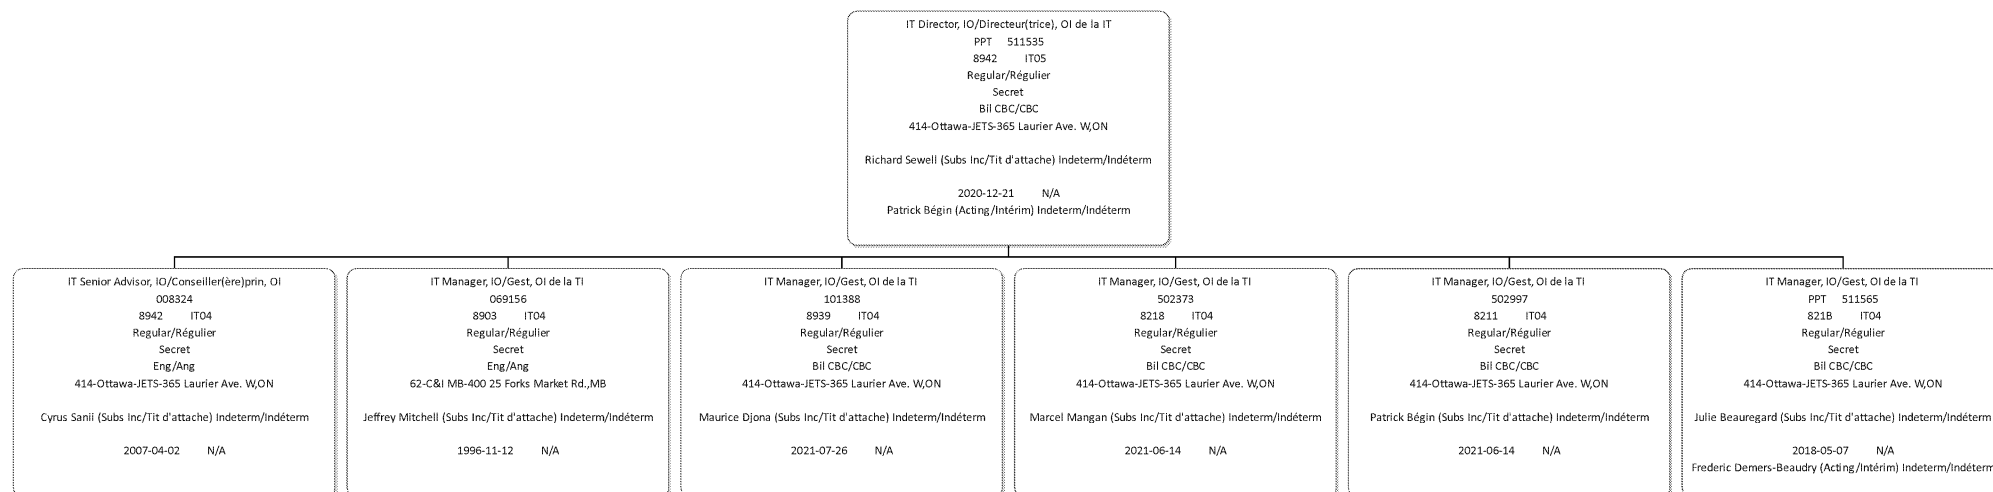 IT Director, IO/Directeur(trice), OI de la IT
PPT 511535
8942 IT05
Regular/Régulier
Secret
Bil CBC/CBC
414-Ottawa-JETS-365 Laurier Ave. W,ON
Richard Sewell (Subs Inc/Tit d'attache) Indeterm/Indéterm
2020-12-21 N/A
Patrick Bégin (Acting/Intérim) Indeterm/Indéterm
IT Senior Advisor, IO/Conseiller(ère)prin, OI
008324
8942 IT04
Regular/Régulier
Secret
Eng/Ang
414-Ottawa-JETS-365 Laurier Ave. W,ON
Cyrus Sanii (Subs Inc/Tit d'attache) Indeterm/Indéterm
2007-04-02 N/A
IT Manager, IO/Gest, OI de la TI
069156
8903 IT04
Regular/Régulier
Secret
Eng/Ang
62-C&I MB-400 25 Forks Market Rd.,MB
Jeffrey Mitchell (Subs Inc/Tit d'attache) Indeterm/Indéterm
1996-11-12 N/A
IT Manager, IO/Gest, OI de la TI
101388
8939 IT04
Regular/Régulier
Secret
Bil CBC/CBC
414-Ottawa-JETS-365 Laurier Ave. W,ON
Maurice Djona (Subs Inc/Tit d'attache) Indeterm/Indéterm
2021-07-26 N/A
IT Manager, IO/Gest, OI de la TI
502373
8218 IT04
Regular/Régulier
Secret
Bil CBC/CBC
414-Ottawa-JETS-365 Laurier Ave. W,ON
Marcel Mangan (Subs Inc/Tit d'attache) Indeterm/Indéterm
2021-06-14 N/A
IT Manager, IO/Gest, OI de la TI
502997
8211 IT04
Regular/Régulier
Secret
Bil CBC/CBC
414-Ottawa-JETS-365 Laurier Ave. W,ON
Patrick Bégin (Subs Inc/Tit d'attache) Indeterm/Indéterm
2021-06-14 N/A
IT Manager, IO/Gest, OI de la TI
PPT 511565
821B IT04
Regular/Régulier
Secret
Bil CBC/CBC
414-Ottawa-JETS-365 Laurier Ave. W,ON
Julie Beauregard (Subs Inc/Tit d'attache) Indeterm/Indéterm
2018-05-07 N/A
Frederic Demers-Beaudry (Acting/Intérim) Indeterm/Indéterm